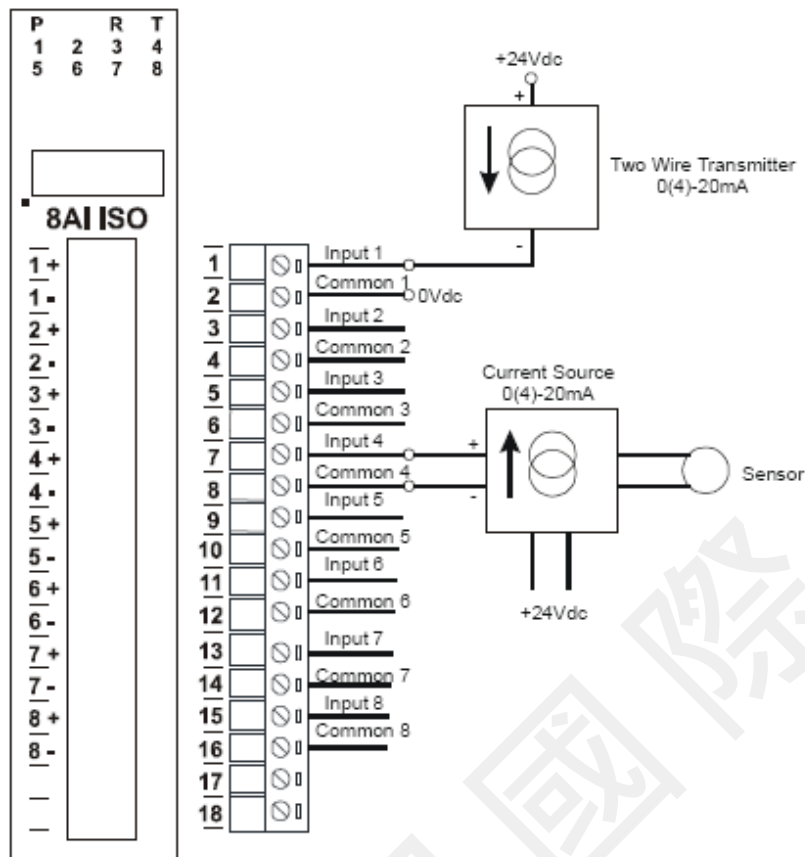 P R T
1 2 3 4
5 6 7 8
8AI ISO
1 +
1 -
2 +
2 -
3 +
3 -
4 +
4 -
5 +
5 -
6 +
6 -
7 +
7 -
8 +
8 -
1
2
3
4
5
6
7
8
9
10
11
12
13
14
15
16
17
18
Input 1
Common 1
0Vdc
Input 2
Common 2
Input 3
Common 3
Input 4
Common 4
Input 5
Common 5
Input 6
Common 6
Input 7
Common 7
Input 8
Common 8
+24Vdc
+
-
Two Wire Transmitter
0(4)-20mA
Current Source
0(4)-20mA
+
-
Sensor
+24Vdc
國際